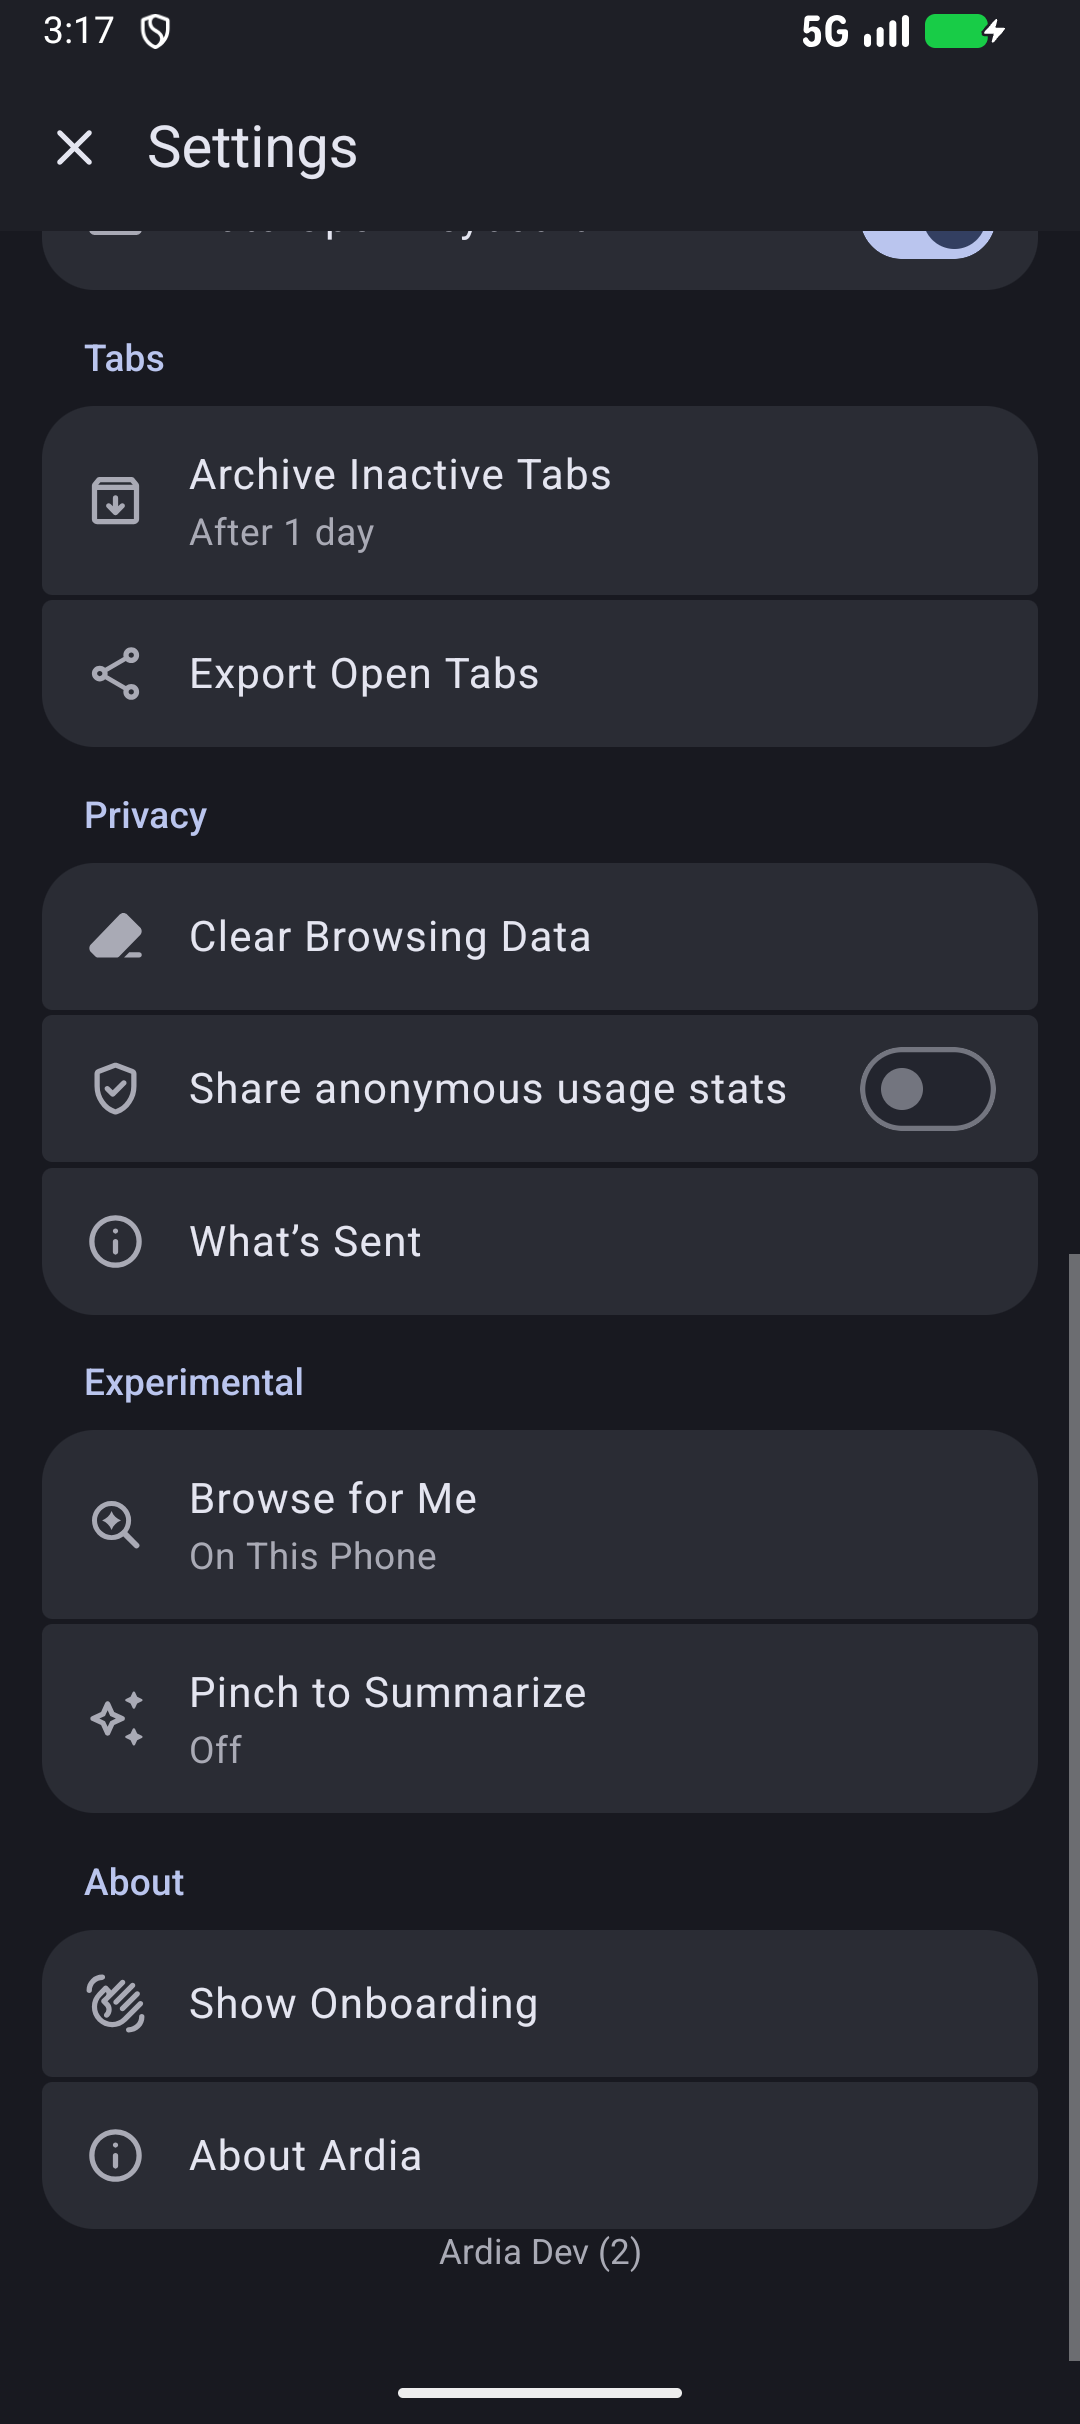 3:17
5G
Settings
Tabs
Archive Inactive Tabs
After 1 day
Export Open Tabs
Privacy
Clear Browsing Data
Share anonymous usage stats
What’s Sent
Experimental
Browse for Me
On This Phone
Pinch to Summarize
Off
About
Show Onboarding
About Ardia
Ardia Dev (2)